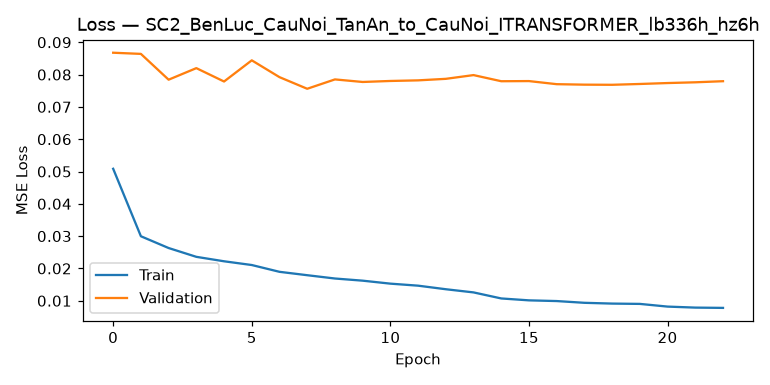 Loss — SC2_BenLuc_CauNoi_TanAn_to_CauNoi_ITRANSFORMER_lb336h_hz6h
0.09
0.08
0.07
0.06
0.05
0.04
0.03
0.02
0.01
MSE Loss
Train
Validation
0 5 10 15 20
Epoch